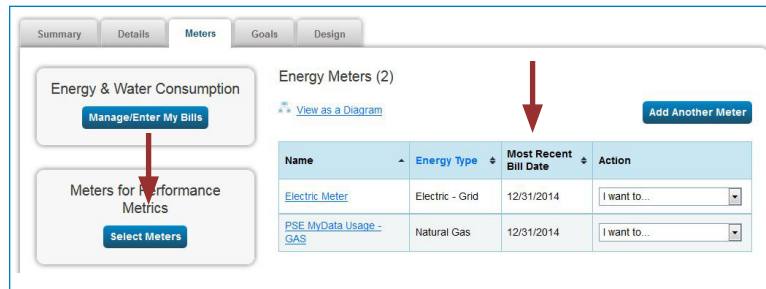 Summary
Details
Meters
Goals
Design
Energy & Water Consumption
Manage/Enter My Bills
Meters for Performance
Metrics
Select Meters
Energy Meters (2)
View as a Diagram
Add Another Meter
Name
Energy Type
Most Recent
Bill Date
Action
Electric Meter
Electric - Grid
12/31/2014
I want to...
PSE MyData Usage -
GAS
Natural Gas
12/31/2014
I want to...